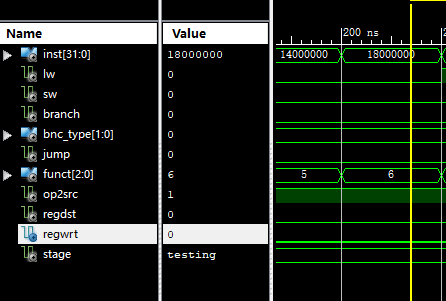 Name Value
200 ns
inst[31:0] 18000000 14000000 18000000
lw 0
sw 0
branch 0
bnc_type[1:0] 0
jump 0
funct[2:0] 6 5 6
op2src 1
regdst 0
regwrt 0
stage testing